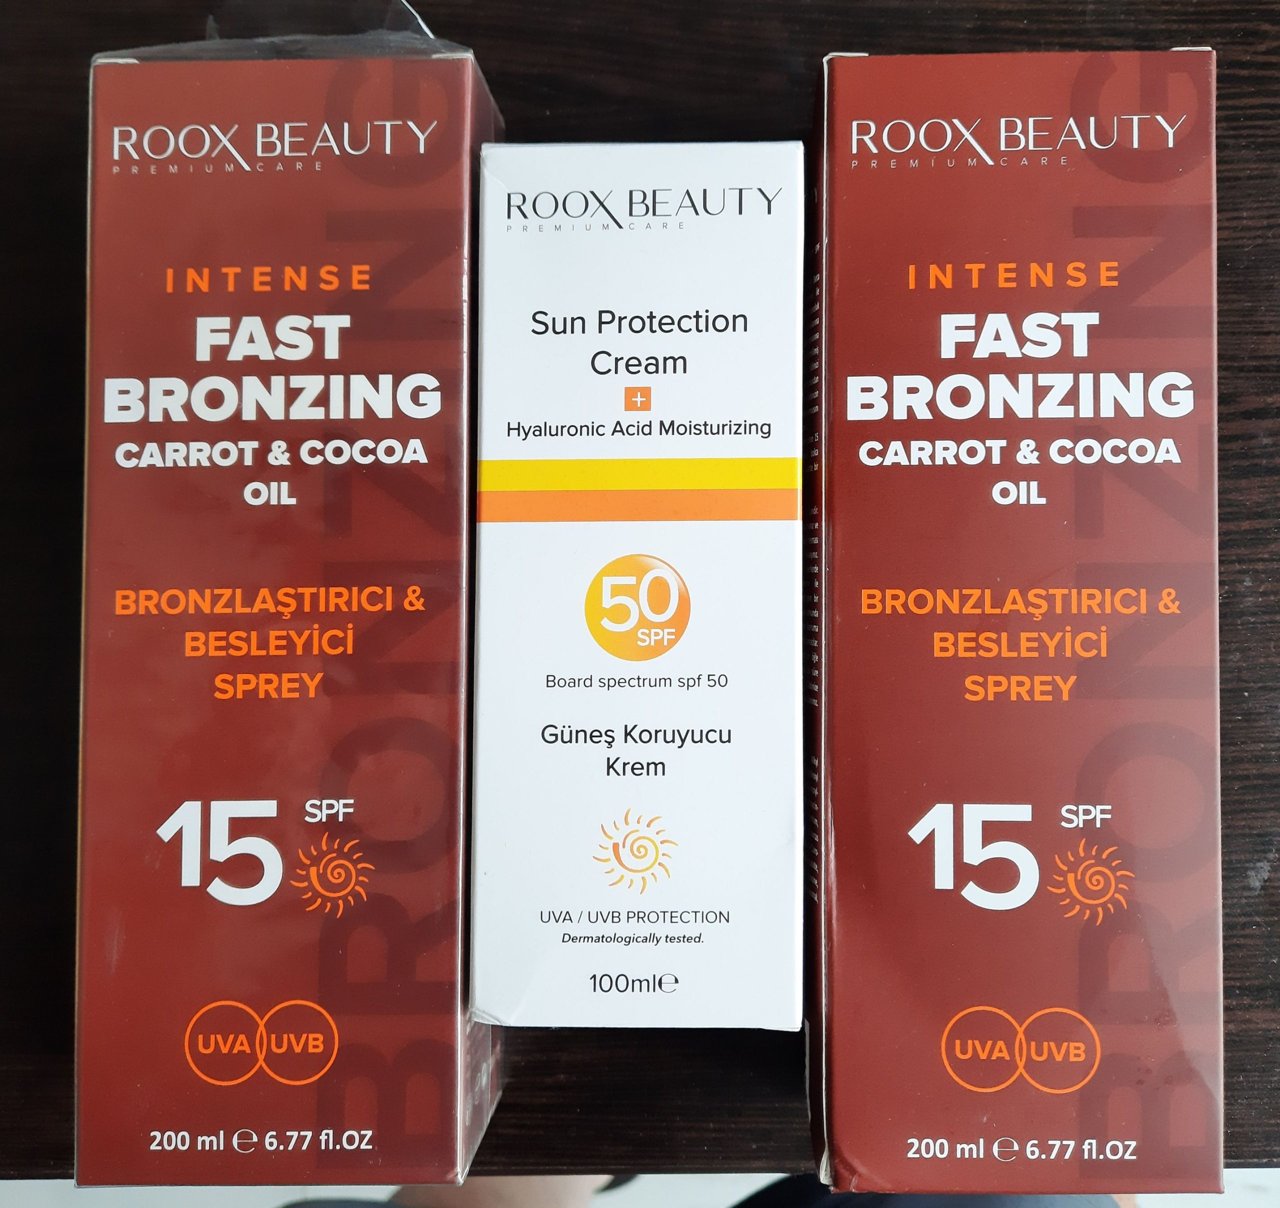 ROOX BEAUTY
PREMIUM CARE
INTENSE
FAST
BRONZING
CARROT & COCOA
OIL
BRONZLAŞTIRICI &
BESLEYİCİ
SPREY
15 SPF
UVA UVB
200 ml ℮ 6.77 fl.OZ
BRONZING
ROOX BEAUTY
PREMIUM CARE
Sun Protection
Cream
+
Hyaluronic Acid Moisturizing
50
SPF
Board spectrum spf 50
Güneş Koruyucu
Krem
UVA / UVB PROTECTION
Dermatologically tested.
100ml℮
ROOX BEAUTY
PREMIUM CARE
INTENSE
FAST
BRONZING
CARROT & COCOA
OIL
BRONZLAŞTIRICI &
BESLEYİCİ
SPREY
15 SPF
UVA UVB
200 ml ℮ 6.77 fl.OZ
BRONZING